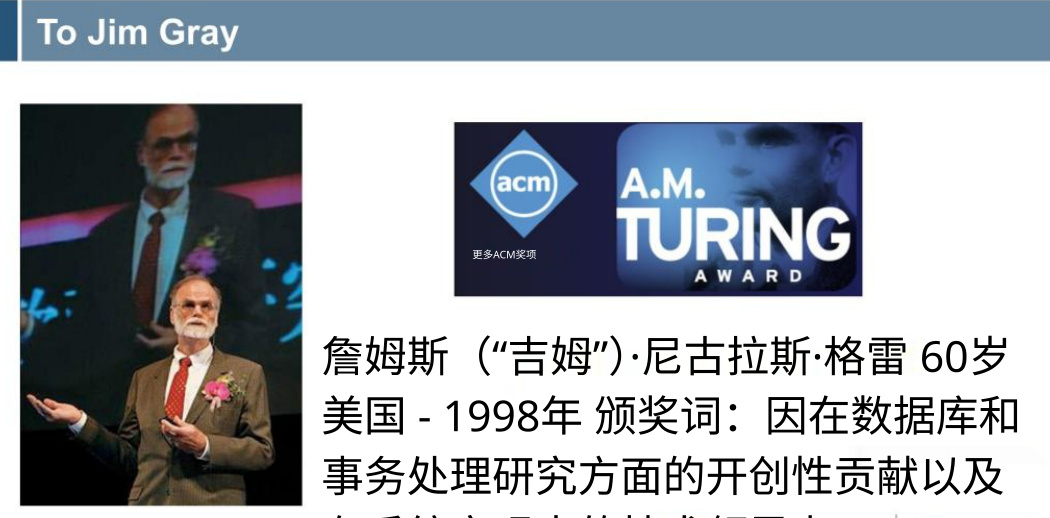 To Jim Gray
acm
更多ACM奖项
A.M.
TURING
AWARD
詹姆斯（“吉姆”）·尼古拉斯·格雷 60岁
美国 - 1998年 颁奖词：因在数据库和
事务处理研究方面的开创性贡献以及